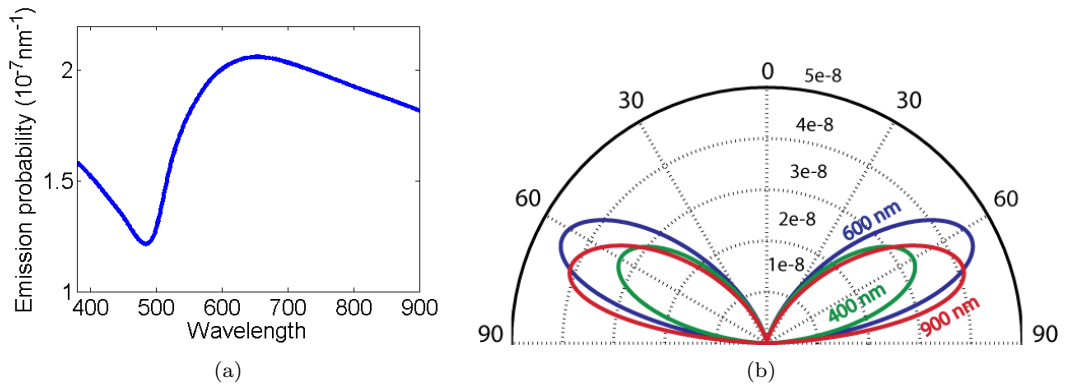 Emission probability (10⁻⁷nm⁻¹)
2
1.5
1
400 500 600 700 800 900
Wavelength
(a)
0
5e-8
30
30
4e-8
3e-8
60
60
2e-8
600 nm
1e-8
400 nm
900 nm
90
90
(b)